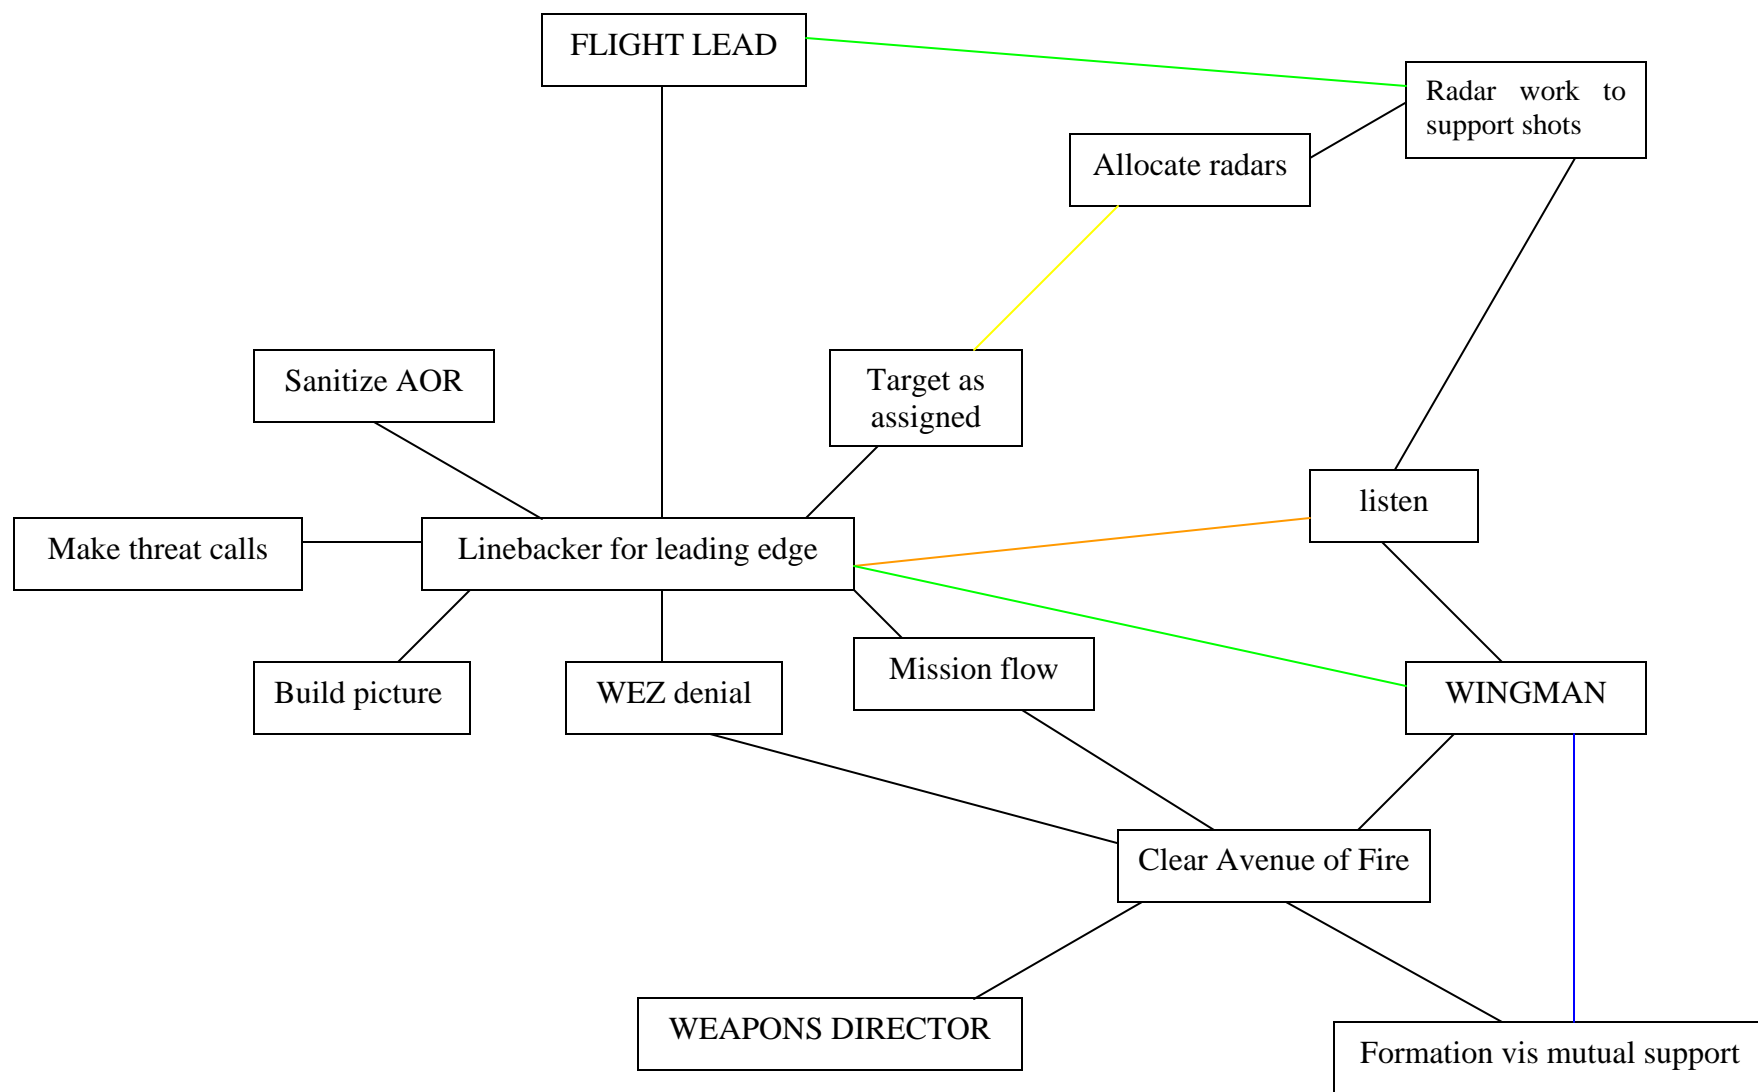 FLIGHT LEAD
Radar work to
support shots
Allocate radars
Sanitize AOR
Target as
assigned
listen
Make threat calls
Linebacker for leading edge
Build picture
WEZ denial
Mission flow
WINGMAN
Clear Avenue of Fire
WEAPONS DIRECTOR
Formation vis mutual support